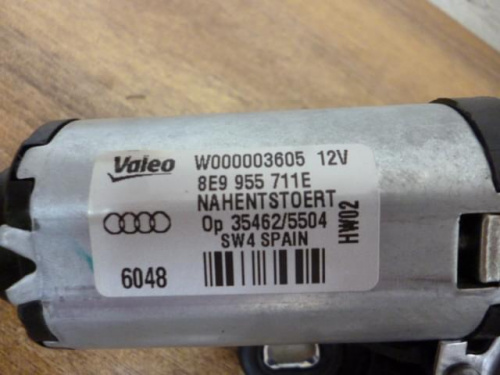 Valeo W000003605 12V
8E9 955 711E
NAHENTSTOERT
Op 35462/5504
SW4 SPAIN
HW02
6048